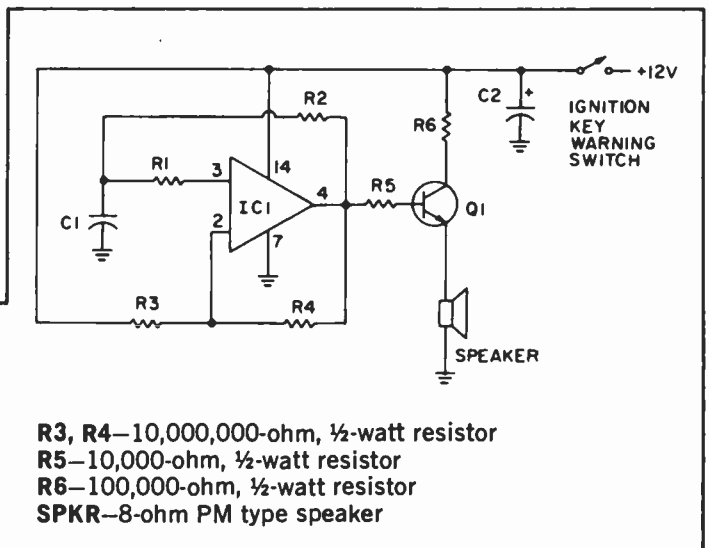 R2
+12V
C2 +
R6
IGNITION
KEY
WARNING
SWITCH
R1
3
14
4
R5
Q1
C1
IC1
2
7
R3
R4
SPEAKER
R3, R4—10,000,000-ohm, ½-watt resistor
R5—10,000-ohm, ½-watt resistor
R6—100,000-ohm, ½-watt resistor
SPKR—8-ohm PM type speaker